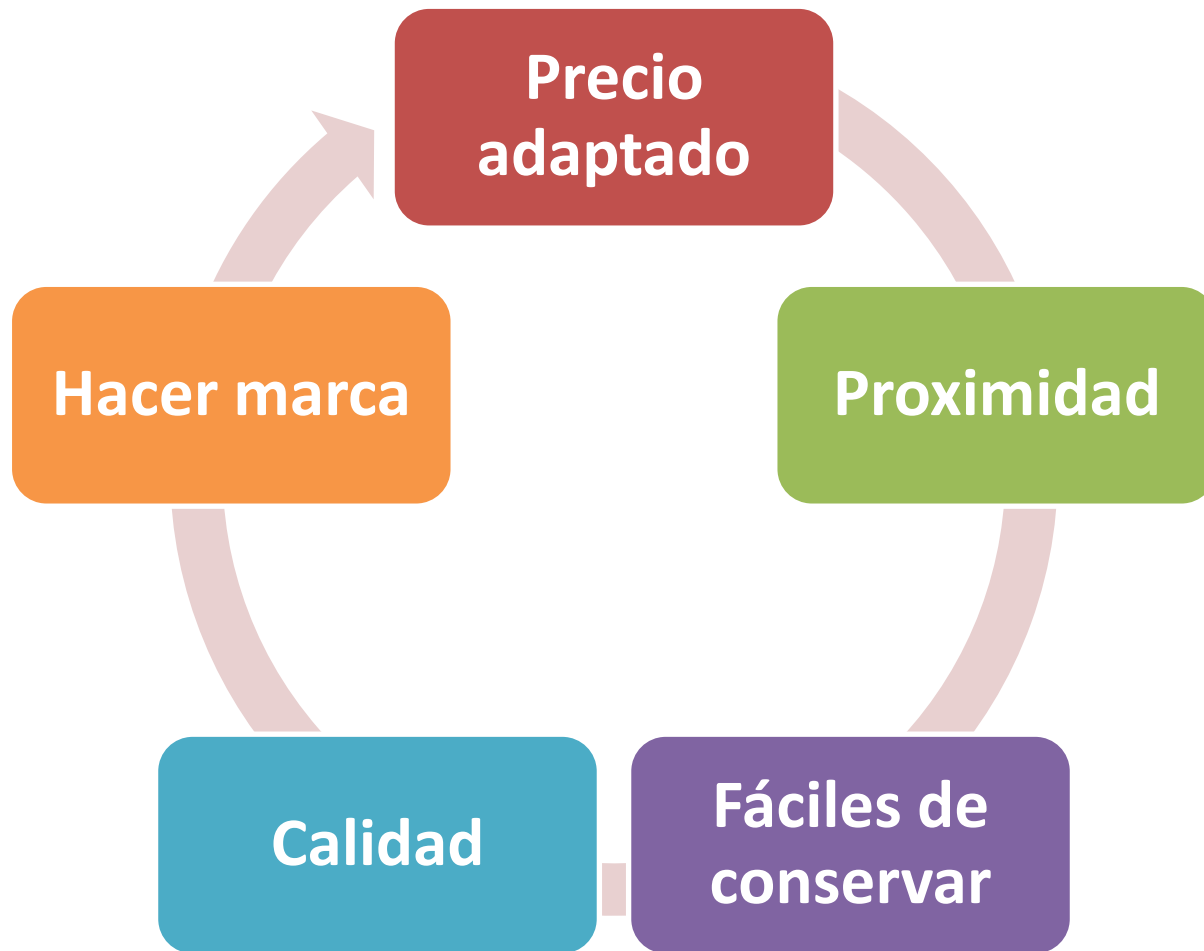 Precio
adaptado
Proximidad
Fáciles de
conservar
Calidad
Hacer marca